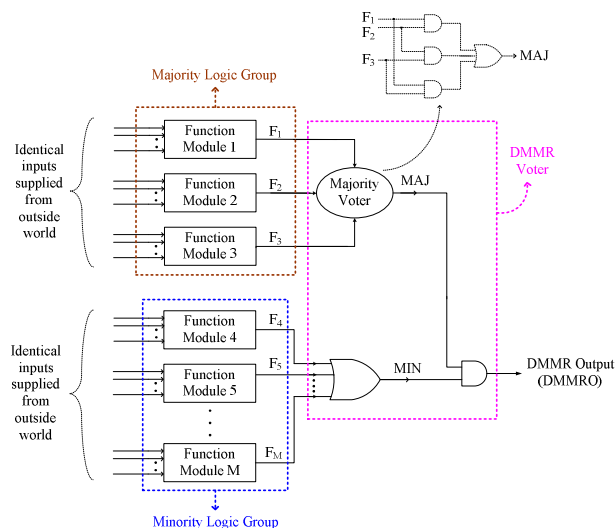 F1
F2
F3
MAJ
Majority Logic Group
Identical
inputs
supplied
from
outside
world
Function
Module 1
F1
Function
Module 2
F2
Function
Module 3
F3
Majority
Voter
MAJ
DMMR
Voter
Identical
inputs
supplied
from
outside
world
Function
Module 4
F4
Function
Module 5
F5
Function
Module M
FM
MIN
DMMR Output
(DMMRO)
Minority Logic Group